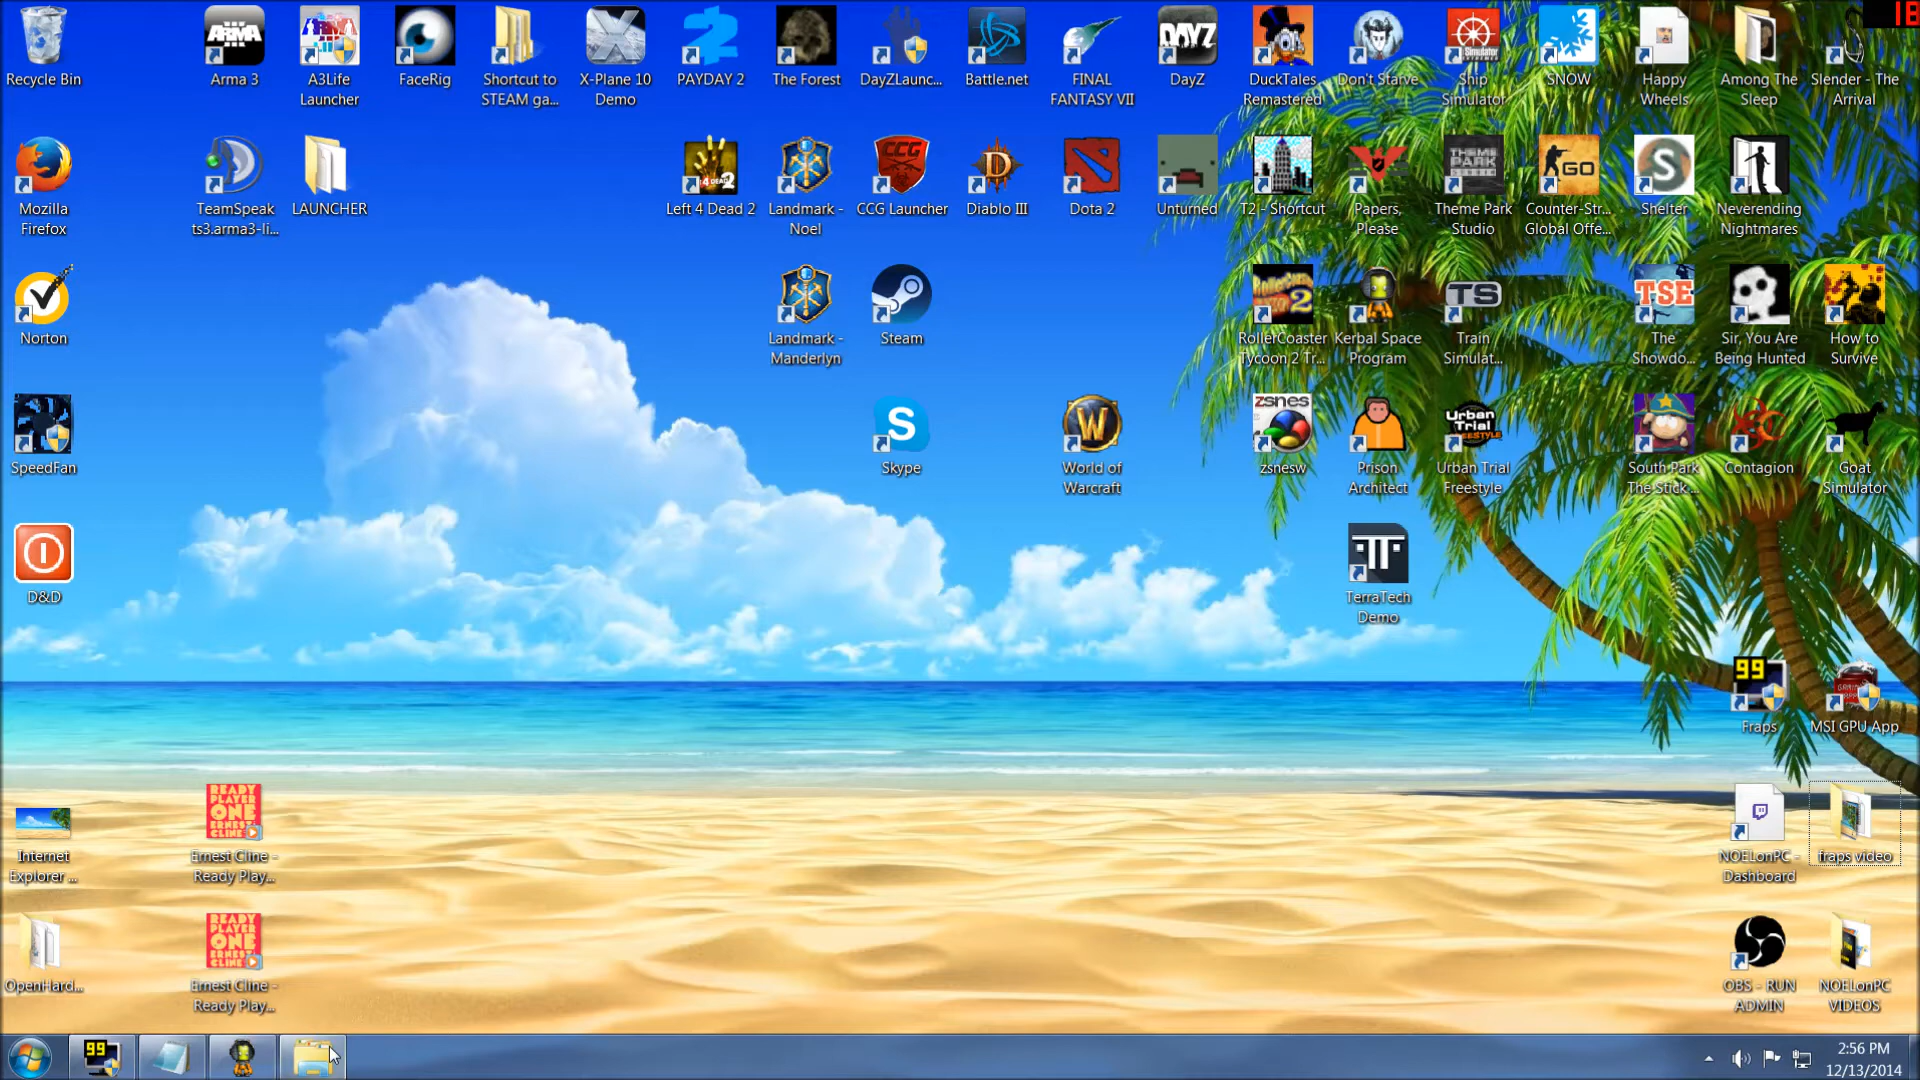 Recycle Bin
Arma 3
A3Life
Launcher
FaceRig
Shortcut to
STEAM ga...
X-Plane 10
Demo
PAYDAY 2
The Forest
DayZLaunc...
Battle.net
FINAL
FANTASY VII
DayZ
DuckTales
Remastered
Don't Starve
Ship
Simulator
SNOW
Happy
Wheels
Among The
Sleep
Slender - The
Arrival
18
Mozilla
Firefox
TeamSpeak
ts3.arma3-li...
LAUNCHER
Left 4 Dead 2
Landmark -
Noel
CCG Launcher
Diablo III
Dota 2
Unturned
T2 - Shortcut
Papers,
Please
Theme Park
Studio
Counter-Str...
Global Offe...
Shelter
Neverending
Nightmares
Norton
Landmark -
Manderlyn
Steam
RollerCoaster
Tycoon 2 Tr...
Kerbal Space
Program
Train
Simulat...
The
Showdo...
Sir, You Are
Being Hunted
How to
Survive
SpeedFan
Skype
World of
Warcraft
zsnesw
Prison
Architect
Urban Trial
Freestyle
South Park
The Stick ...
Contagion
Goat
Simulator
D&D
TerraTech
Demo
Fraps
MSI GPU App
Internet
Explorer ...
Ernest Cline -
Ready Play...
NOELonPC -
Dashboard
fraps video
OpenHard...
Ernest Cline -
Ready Play...
OBS - RUN
ADMIN
NOELonPC
VIDEOS
2:56 PM
12/13/2014